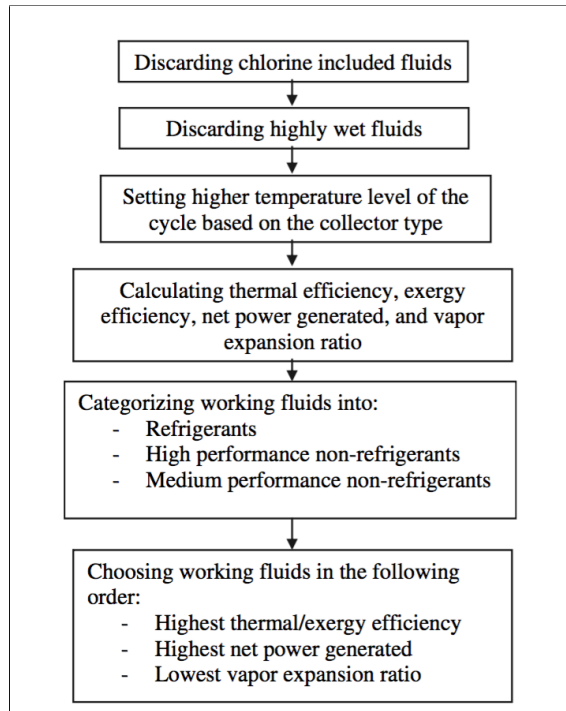 Discarding chlorine included fluids
Discarding highly wet fluids
Setting higher temperature level of the
cycle based on the collector type
Calculating thermal efficiency, exergy
efficiency, net power generated, and vapor
expansion ratio
Categorizing working fluids into:
- Refrigerants
- High performance non-refrigerants
- Medium performance non-refrigerants
Choosing working fluids in the following
order:
- Highest thermal/exergy efficiency
- Highest net power generated
- Lowest vapor expansion ratio